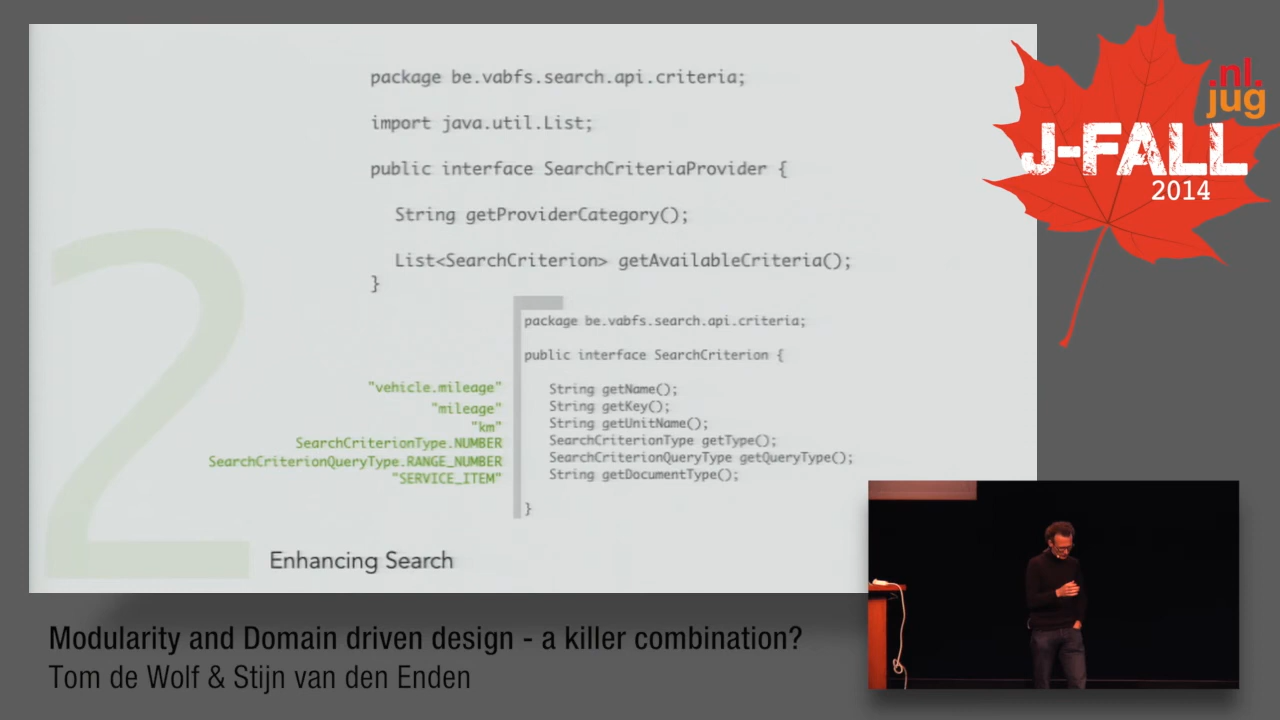 package be.vabfs.search.api.criteria;
import java.util.List;
public interface SearchCriteriaProvider {
String getProviderCategory();
List<SearchCriterion> getAvailableCriteria();
}
package be.vabfs.search.api.criteria;
public interface SearchCriterion {
"vehicle.mileage" String getName();
"mileage" String getKey();
"km" String getUnitName();
SearchCriterionType.NUMBER SearchCriterionType getType();
SearchCriterionQueryType.RANGE_NUMBER SearchCriterionQueryType getQueryType();
"SERVICE_ITEM" String getDocumentType();
}
2
Enhancing Search
.nl.
jug
J-FALL
2014
Modularity and Domain driven design - a killer combination?
Tom de Wolf & Stijn van den Enden